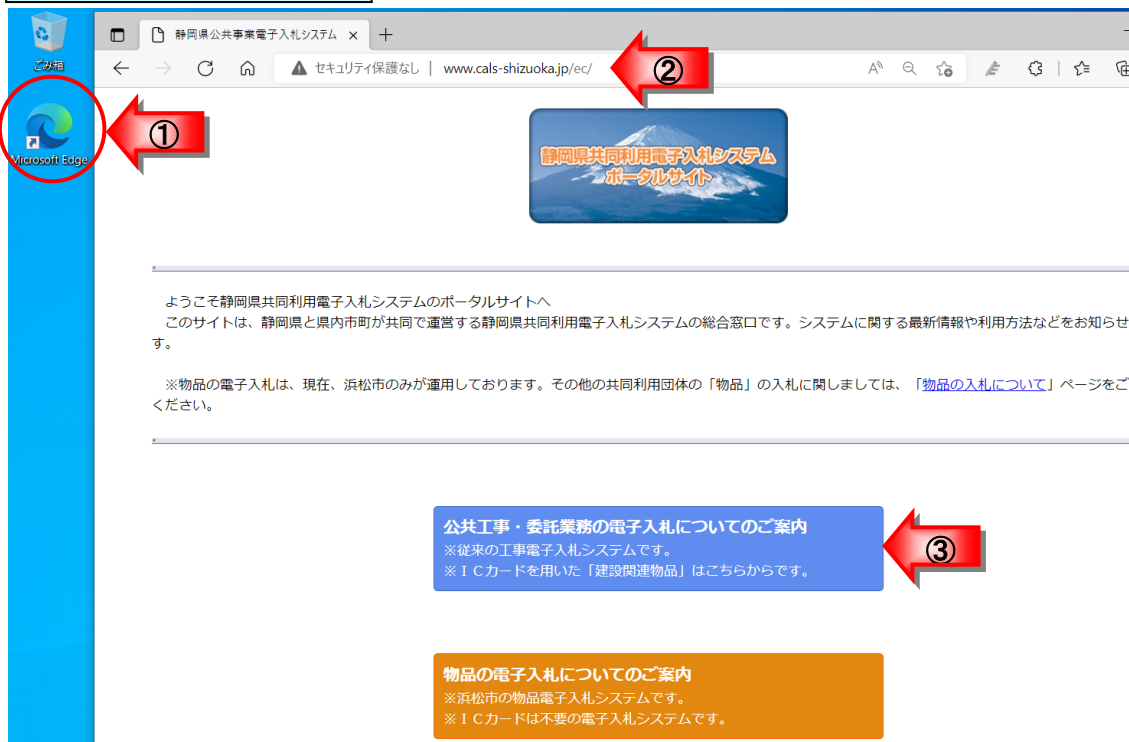 ごみ箱
Microsoft Edge
静岡県公共事業電子入札システム
セキュリティ保護なし | www.cals-shizuoka.jp/ec/
①
②
静岡県共同利用電子入札システム
ポータルサイト
ようこそ静岡県共同利用電子入札システムのポータルサイトへ
このサイトは、静岡県と県内市町が共同で運営する静岡県共同利用電子入札システムの総合窓口です。システムに関する最新情報や利用方法などをお知らせ
す。
※物品の電子入札は、現在、浜松市のみが運用しております。その他の共同利用団体の「物品」の入札に関しましては、「物品の入札について」ページをご
ください。
公共工事・委託業務の電子入札についてのご案内
※従来の工事電子入札システムです。
※ＩＣカードを用いた「建設関連物品」はこちらからです。
③
物品の電子入札についてのご案内
※浜松市の物品電子入札システムです。
※ＩＣカードは不要の電子入札システムです。